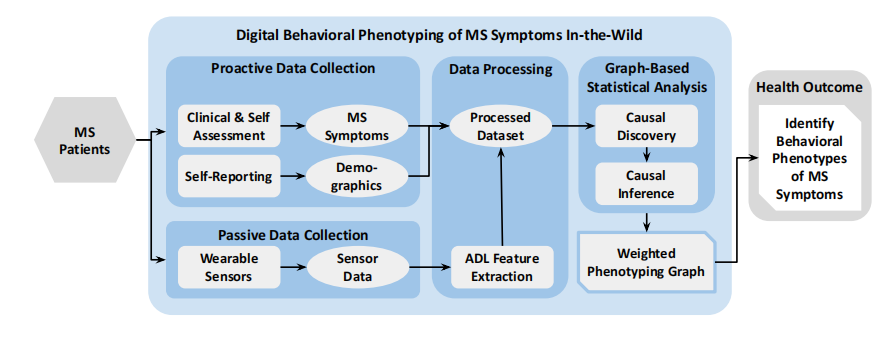 Digital Behavioral Phenotyping of MS Symptoms In-the-Wild
MS
Patients
Proactive Data Collection
Clinical & Self
Assessment
MS
Symptoms
Self-Reporting
Demo-
graphics
Passive Data Collection
Wearable
Sensors
Sensor
Data
Data Processing
Processed
Dataset
ADL Feature
Extraction
Graph-Based
Statistical Analysis
Causal
Discovery
Causal
Inference
Weighted
Phenotyping Graph
Health Outcome
Identify
Behavioral
Phenotypes
of MS
Symptoms